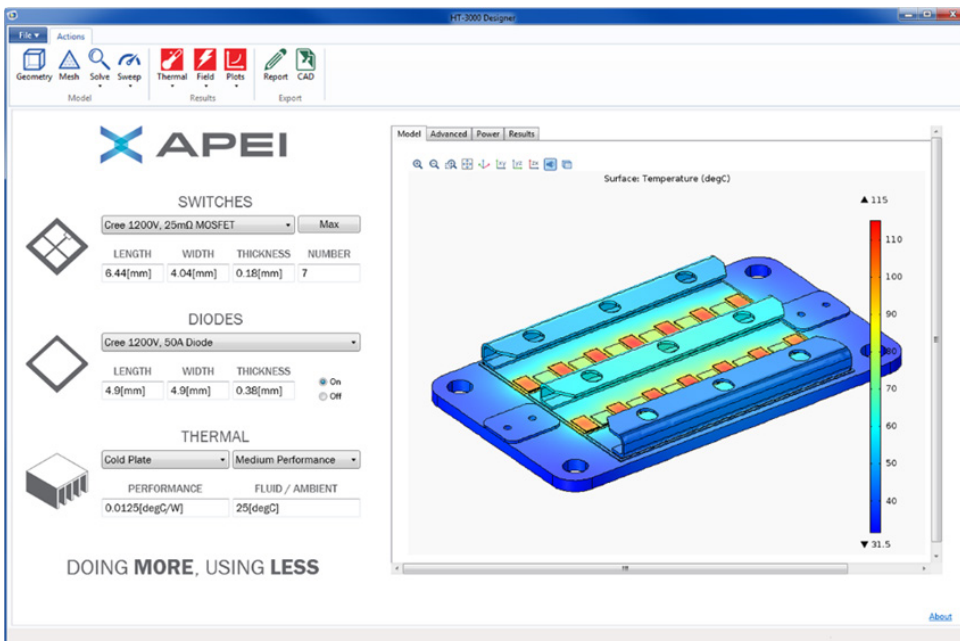 HT-3000 Designer
File
Actions
Geometry Mesh Solve Sweep Thermal Field Plots Report CAD
Model Results Export
APEI
SWITCHES
Cree 1200V, 25mΩ MOSFET Max
LENGTH WIDTH THICKNESS NUMBER
6.44[mm] 4.04[mm] 0.18[mm] 7
DIODES
Cree 1200V, 50A Diode
LENGTH WIDTH THICKNESS
4.9[mm] 4.9[mm] 0.38[mm]
On
Off
THERMAL
Cold Plate Medium Performance
PERFORMANCE FLUID / AMBIENT
0.0125[degC/W] 25[degC]
DOING MORE, USING LESS
Model Advanced Power Results
Surface: Temperature (degC)
▲ 115
110
100
90
80
70
60
50
40
▼ 31.5
About